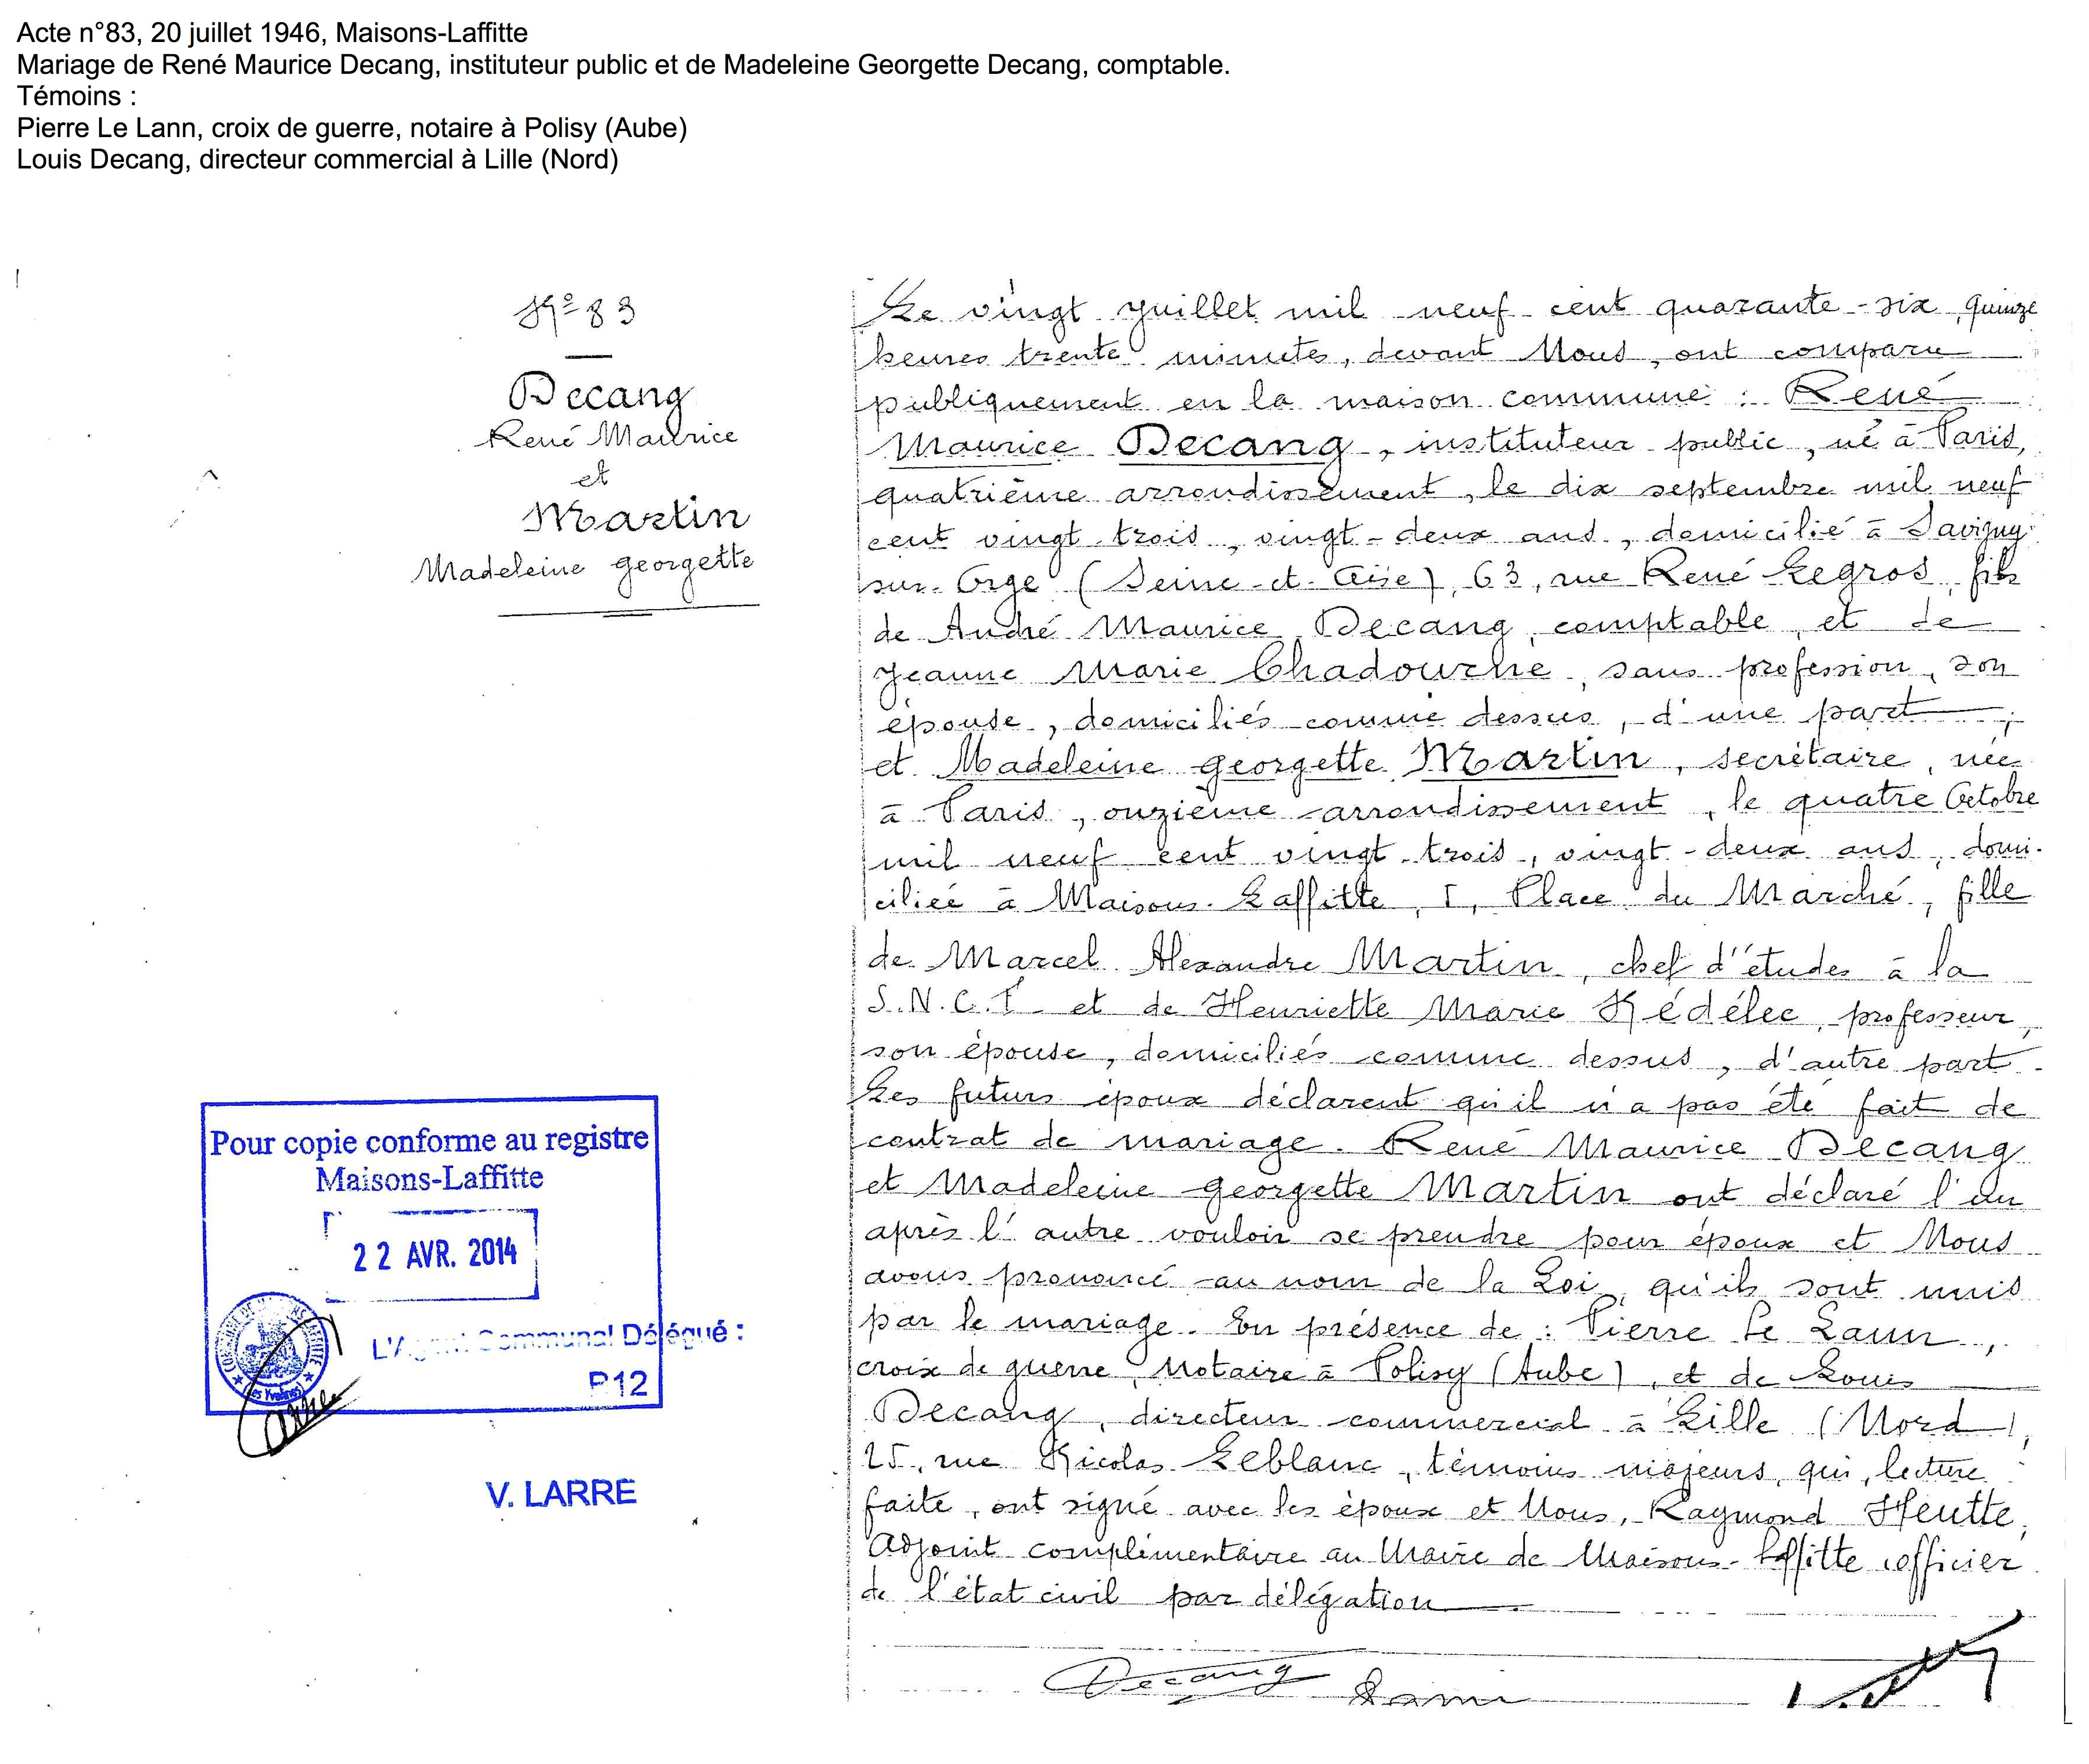 Acte n°83, 20 juillet 1946, Maisons-Laffitte
Mariage de René Maurice Decang, instituteur public et de Madeleine Georgette Decang, comptable.
Témoins :
Pierre Le Lann, croix de guerre, notaire à Polisy (Aube)
Louis Decang, directeur commercial à Lille (Nord)
N° 83
Decang
René Maurice
et
Martin
Madeleine Georgette
Le vingt juillet mil neuf cent quarante-six, quinze
heures trente minutes, devant Nous, ont comparu
publiquement en la maison commune : René
Maurice Decang, instituteur public, né à Paris,
quatrième arrondissement, le dix septembre mil neuf
cent vingt trois, vingt-deux ans, domicilié à Savigny
sur-Orge (Seine-et-Oise), 63, rue René Legros, fils
de André Maurice Decang, comptable, et de
Jeanne Marie Chadourne, sans profession, son
épouse, domiciliés comme dessus, d'une part ;
et Madeleine Georgette Martin, secrétaire, née
à Paris, onzième arrondissement, le quatre Octobre
mil neuf cent vingt-trois, vingt-deux ans, domi-
ciliée à Maisons-Laffitte, 1, Place du Marché, fille
de Marcel Alexandre Martin, chef d'études à la
S.N.C.F. et de Henriette Marie Kédélec, professeur,
son épouse, domiciliés comme dessus, d'autre part.
Les futurs époux déclarent qu'il n'a pas été fait de
contrat de mariage. René Maurice Decang
et Madeleine Georgette Martin ont déclaré l'un
après l'autre vouloir se prendre pour époux et Nous
avons prononcé au nom de la Loi, qu'ils sont unis
par le mariage. En présence de : Pierre Le Lann,
croix de guerre, Notaire à Polisy (Aube), et de Louis
Decang, directeur commercial à Lille (Nord),
25, rue Nicolas Leblanc, témoins majeurs, qui, lecture
faite, ont signé avec les époux et Nous, Raymond Heutte,
Adjoint complémentaire au Maire de Maisons-Laffitte, officier
de l'état civil par délégation
Decang
Pour copie conforme au registre
Maisons-Laffitte
22 AVR. 2014
L'Agent Communal Délégué :
P12
V. LARRE